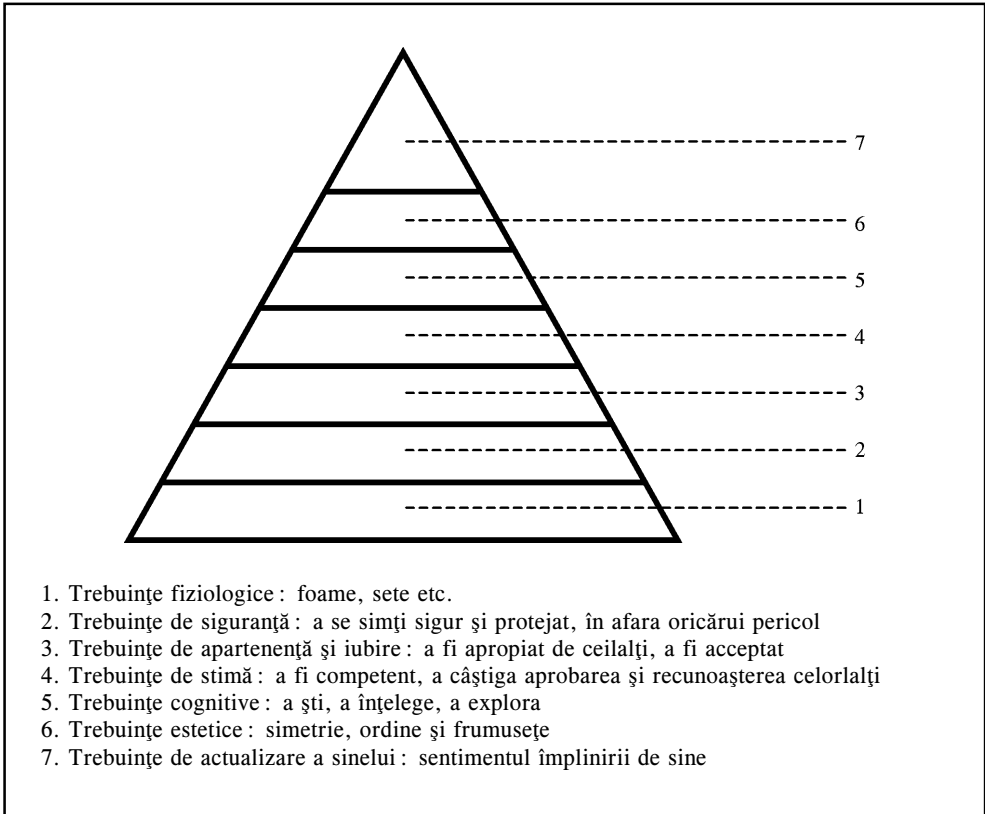 7
6
5
4
3
2
1
1. Trebuinţe fiziologice : foame, sete etc.
2. Trebuinţe de siguranţă : a se simţi sigur şi protejat, în afara oricărui pericol
3. Trebuinţe de apartenenţă şi iubire : a fi apropiat de ceilalţi, a fi acceptat
4. Trebuinţe de stimă : a fi competent, a câştiga aprobarea şi recunoaşterea celorlalţi
5. Trebuinţe cognitive : a şti, a înţelege, a explora
6. Trebuinţe estetice : simetrie, ordine şi frumuseţe
7. Trebuinţe de actualizare a sinelui : sentimentul împlinirii de sine